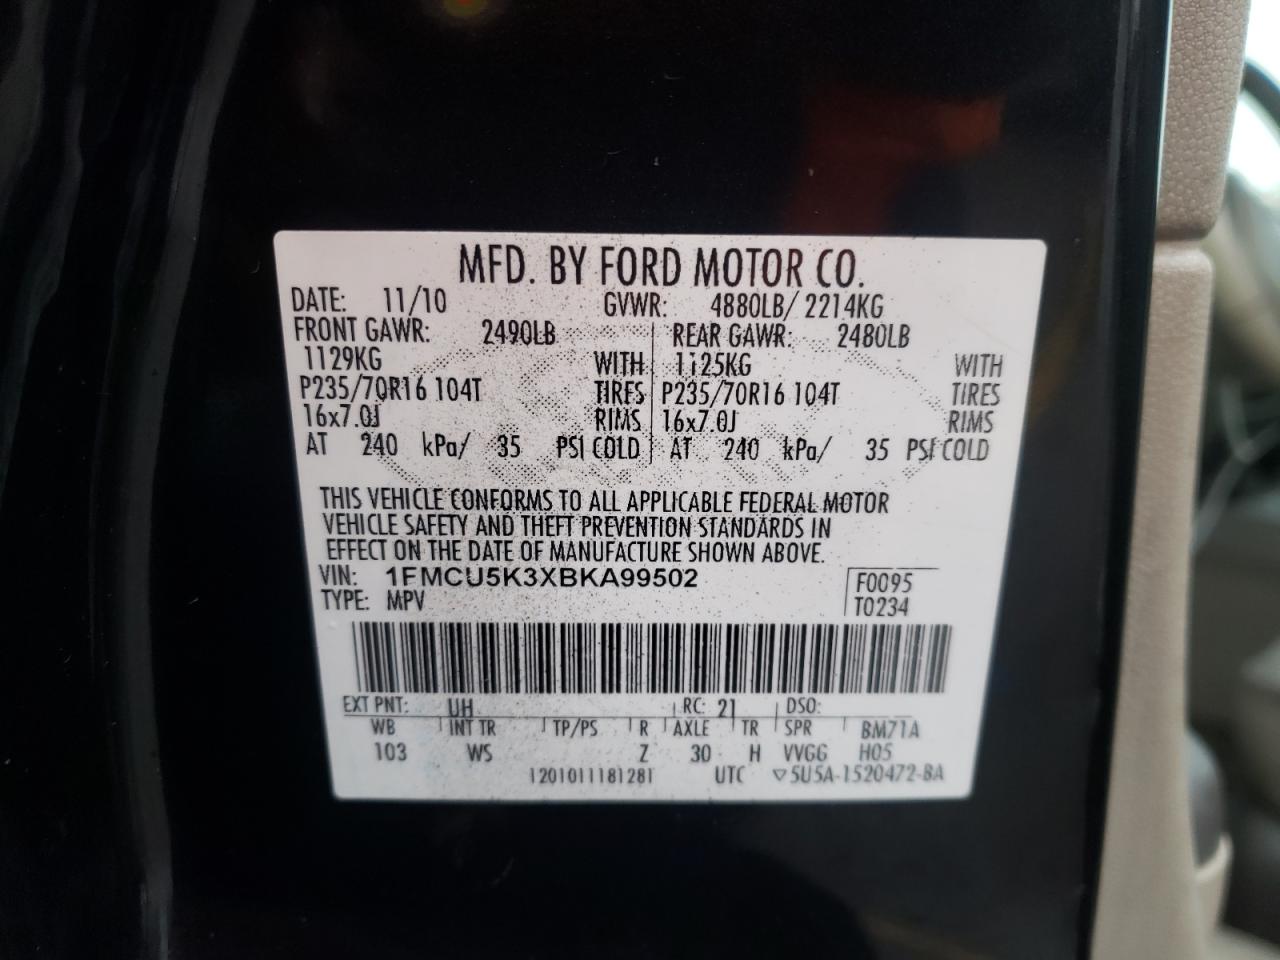 MFD. BY FORD MOTOR CO.
DATE: 11/10 GVWR: 4880LB/ 2214KG
FRONT GAWR: 2490LB REAR GAWR: 2480LB
1129KG WITH 1125KG WITH
P235/70R16 104T TIRES P235/70R16 104T TIRES
16x7.0J RIMS 16x7.0J RIMS
AT 240 kPa/ 35 PSI COLD AT 240 kPa/ 35 PSI COLD
THIS VEHICLE CONFORMS TO ALL APPLICABLE FEDERAL MOTOR
VEHICLE SAFETY AND THEFT PREVENTION STANDARDS IN
EFFECT ON THE DATE OF MANUFACTURE SHOWN ABOVE.
VIN: 1FMCU5K3XBKA99502 F0095
TYPE: MPV T0234
EXT PNT: UH RC: 21 DSO:
WB INT TR TP/PS R AXLE TR SPR BM71A
103 WS Z 30 H VVGG H05
1201011181281 UTC ▽5U5A-1520472-BA